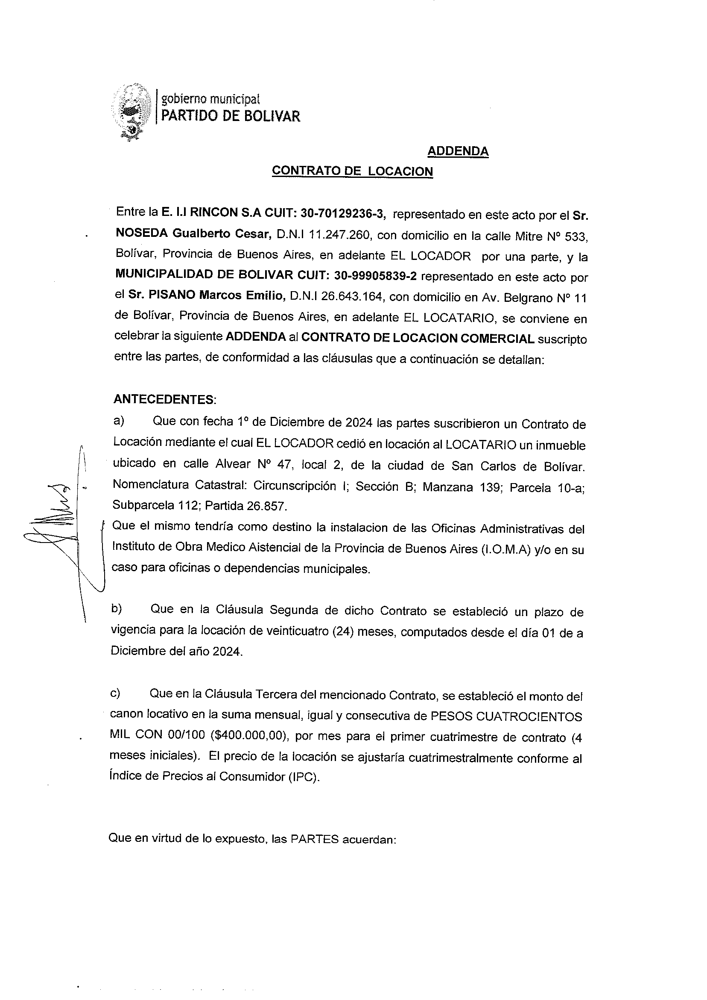 gobierno municipal
PARTIDO DE BOLIVAR
ADDENDA
CONTRATO DE LOCACION
Entre la E. I.I RINCON S.A CUIT: 30-70129236-3, representado en este acto por el Sr.
NOSEDA Gualberto Cesar, D.N.I 11.247.260, con domicilio en la calle Mitre Nº 533,
Bolívar, Provincia de Buenos Aires, en adelante EL LOCADOR por una parte, y la
MUNICIPALIDAD DE BOLIVAR CUIT: 30-99905839-2 representado en este acto por
el Sr. PISANO Marcos Emilio, D.N.I 26.643.164, con domicilio en Av. Belgrano Nº 11
de Bolívar, Provincia de Buenos Aires, en adelante EL LOCATARIO, se conviene en
celebrar la siguiente ADDENDA al CONTRATO DE LOCACION COMERCIAL suscripto
entre las partes, de conformidad a las cláusulas que a continuación se detallan:
ANTECEDENTES:
a) Que con fecha 1º de Diciembre de 2024 las partes suscribieron un Contrato de
Locación mediante el cual EL LOCADOR cedió en locación al LOCATARIO un inmueble
ubicado en calle Alvear Nº 47, local 2, de la ciudad de San Carlos de Bolívar.
Nomenclatura Catastral: Circunscripción I; Sección B; Manzana 139; Parcela 10-a;
Subparcela 112; Partida 26.857.
Que el mismo tendría como destino la instalacion de las Oficinas Administrativas del
Instituto de Obra Medico Aistencial de la Provincia de Buenos Aires (I.O.M.A) y/o en su
caso para oficinas o dependencias municipales.
b) Que en la Cláusula Segunda de dicho Contrato se estableció un plazo de
vigencia para la locación de veinticuatro (24) meses, computados desde el día 01 de a
Diciembre del año 2024.
c) Que en la Cláusula Tercera del mencionado Contrato, se estableció el monto del
canon locativo en la suma mensual, igual y consecutiva de PESOS CUATROCIENTOS
MIL CON 00/100 ($400.000,00), por mes para el primer cuatrimestre de contrato (4
meses iniciales). El precio de la locación se ajustaría cuatrimestralmente conforme al
Índice de Precios al Consumidor (IPC).
Que en virtud de lo expuesto, las PARTES acuerdan: